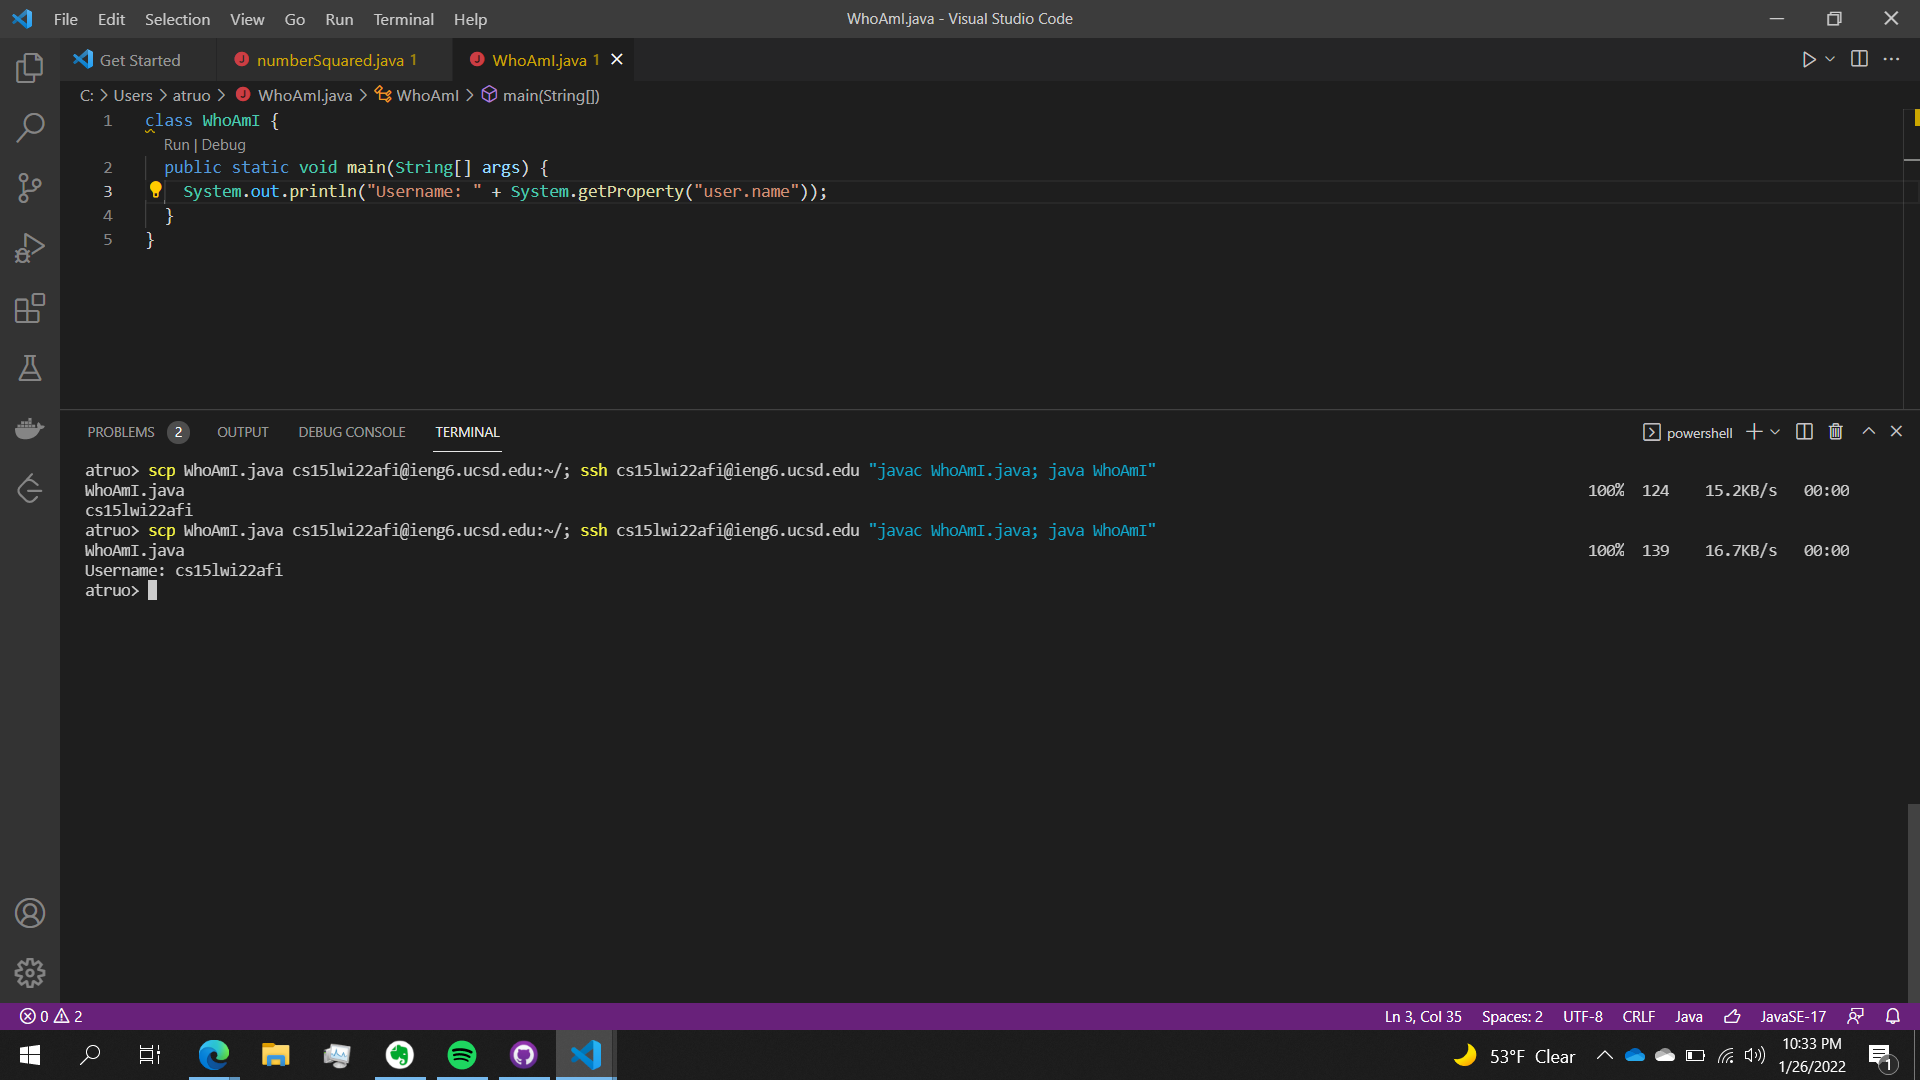 File Edit Selection View Go Run Terminal Help
WhoAmI.java - Visual Studio Code
Get Started
numberSquared.java 1
WhoAmI.java 1
C: > Users > atruo > WhoAmI.java > WhoAmI > main(String[])
1 class WhoAmI {
Run | Debug
2 public static void main(String[] args) {
3 System.out.println("Username: " + System.getProperty("user.name"));
4 }
5 }
PROBLEMS 2 OUTPUT DEBUG CONSOLE TERMINAL
powershell
atruo> scp WhoAmI.java cs15lwi22afi@ieng6.ucsd.edu:~/; ssh cs15lwi22afi@ieng6.ucsd.edu "javac WhoAmI.java; java WhoAmI"
WhoAmI.java 100% 124 15.2KB/s 00:00
cs15lwi22afi
atruo> scp WhoAmI.java cs15lwi22afi@ieng6.ucsd.edu:~/; ssh cs15lwi22afi@ieng6.ucsd.edu "javac WhoAmI.java; java WhoAmI"
WhoAmI.java 100% 139 16.7KB/s 00:00
Username: cs15lwi22afi
atruo>
0 2
Ln 3, Col 35 Spaces: 2 UTF-8 CRLF Java JavaSE-17
53°F Clear
10:33 PM
1/26/2022
1